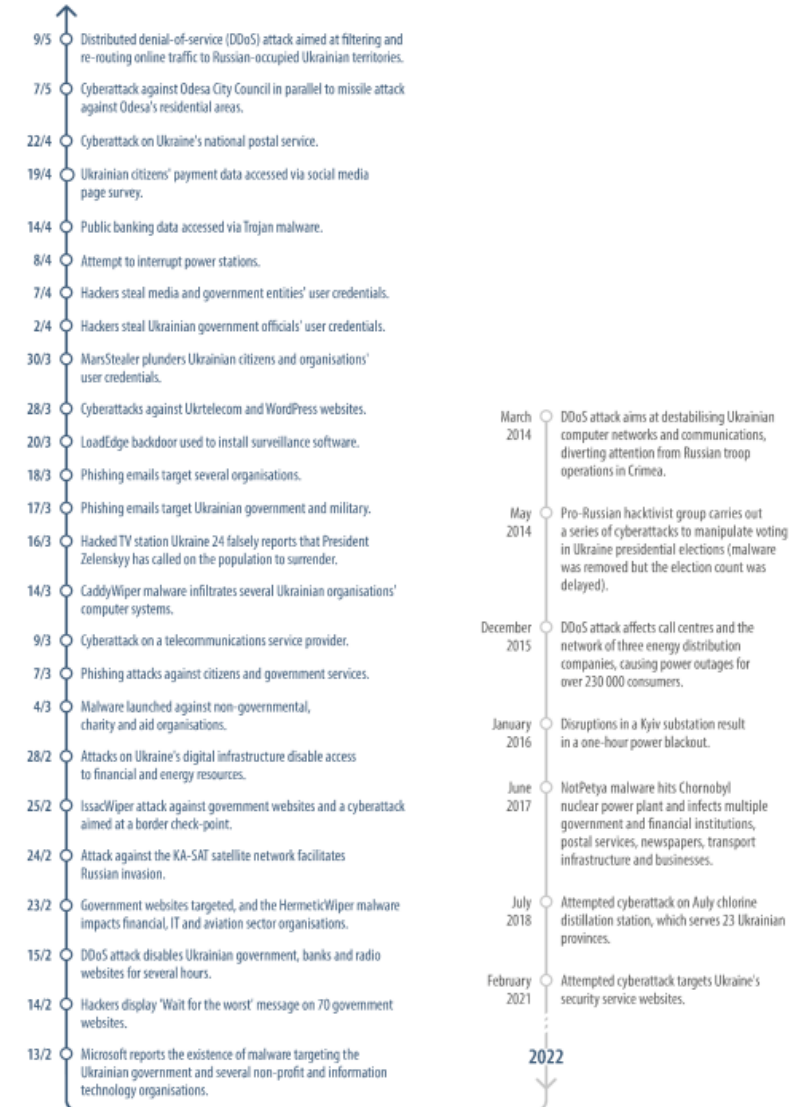 9/5 Distributed denial-of-service (DDoS) attack aimed at filtering and
re-routing online traffic to Russian-occupied Ukrainian territories.
7/5 Cyberattack against Odesa City Council in parallel to missile attack
against Odesa's residential areas.
22/4 Cyberattack on Ukraine's national postal service.
19/4 Ukrainian citizens' payment data accessed via social media
page survey.
14/4 Public banking data accessed via Trojan malware.
8/4 Attempt to interrupt power stations.
7/4 Hackers steal media and government entities' user credentials.
2/4 Hackers steal Ukrainian government officials' user credentials.
30/3 MarsStealer plunders Ukrainian citizens and organisations'
user credentials.
28/3 Cyberattacks against Ukrtelecom and WordPress websites.
20/3 LoadEdge backdoor used to install surveillance software.
18/3 Phishing emails target several organisations.
17/3 Phishing emails target Ukrainian government and military.
16/3 Hacked TV station Ukraine 24 falsely reports that President
Zelenskyy has called on the population to surrender.
14/3 CaddyWiper malware infiltrates several Ukrainian organisations'
computer systems.
9/3 Cyberattack on a telecommunications service provider.
7/3 Phishing attacks against citizens and government services.
4/3 Malware launched against non-governmental,
charity and aid organisations.
28/2 Attacks on Ukraine's digital infrastructure disable access
to financial and energy resources.
25/2 IssacWiper attack against government websites and a cyberattack
aimed at a border check-point.
24/2 Attack against the KA-SAT satellite network facilitates
Russian invasion.
23/2 Government websites targeted, and the HermeticWiper malware
impacts financial, IT and aviation sector organisations.
15/2 DDoS attack disables Ukrainian government, banks and radio
websites for several hours.
14/2 Hackers display 'Wait for the worst' message on 70 government
websites.
13/2 Microsoft reports the existence of malware targeting the
Ukrainian government and several non-profit and information
technology organisations.
March DDoS attack aims at destabilising Ukrainian
2014 computer networks and communications,
diverting attention from Russian troop
operations in Crimea.
May Pro-Russian hacktivist group carries out
2014 a series of cyberattacks to manipulate voting
in Ukraine presidential elections (malware
was removed but the election count was
delayed).
December DDoS attack affects call centres and the
2015 network of three energy distribution
companies, causing power outages for
over 230 000 consumers.
January Disruptions in a Kyiv substation result
2016 in a one-hour power blackout.
June NotPetya malware hits Chornobyl
2017 nuclear power plant and infects multiple
government and financial institutions,
postal services, newspapers, transport
infrastructure and businesses.
July Attempted cyberattack on Auly chlorine
2018 distillation station, which serves 23 Ukrainian
provinces.
February Attempted cyberattack targets Ukraine's
2021 security service websites.
2022